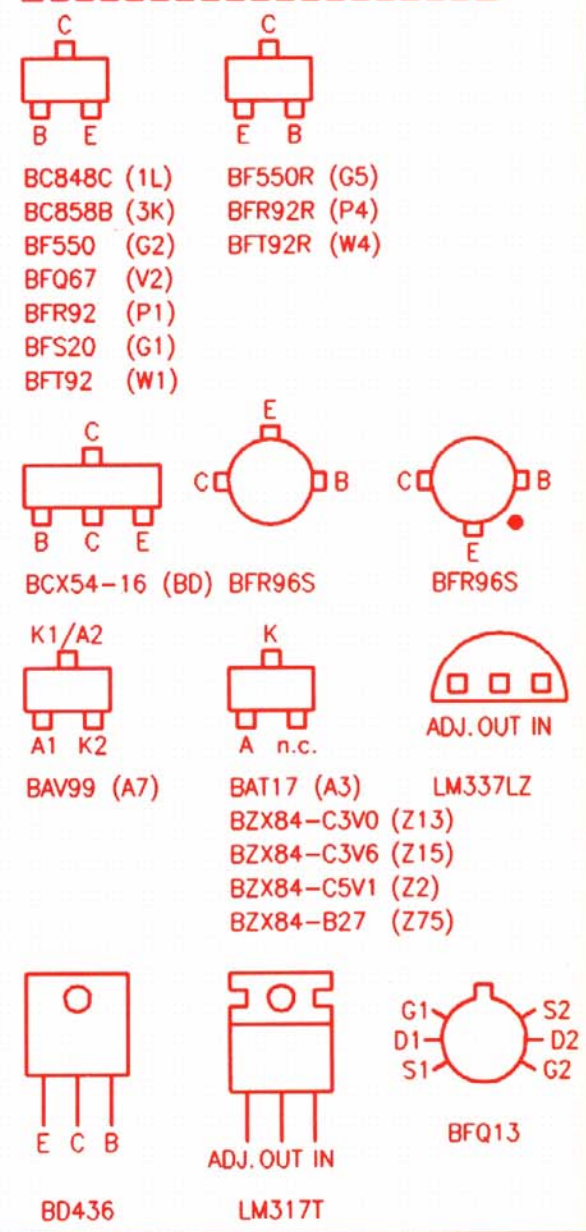 C C
B E E B
BC848C (1L) BF550R (G5)
BC858B (3K) BFR92R (P4)
BF550 (G2) BFT92R (W4)
BFQ67 (V2)
BFR92 (P1)
BFS20 (G1)
BFT92 (W1)
E
C
C B C B
B C E
E
BCX54-16 (BD) BFR96S BFR96S
K1/A2 K
A1 K2 A n.c. ADJ. OUT IN
BAV99 (A7) BAT17 (A3) LM337LZ
BZX84-C3V0 (Z13)
BZX84-C3V6 (Z15)
BZX84-C5V1 (Z2)
BZX84-B27 (Z75)
G1 S2
D1 D2
S1 G2
BFQ13
E C B ADJ. OUT IN
BD436 LM317T